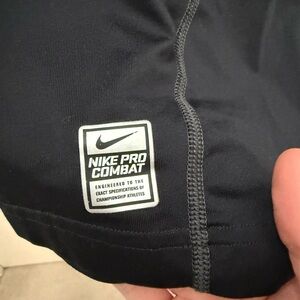 NIKE PRO
COMBAT
ENGINEERED TO THE
EXACT SPECIFICATIONS OF
CHAMPIONSHIP ATHLETES